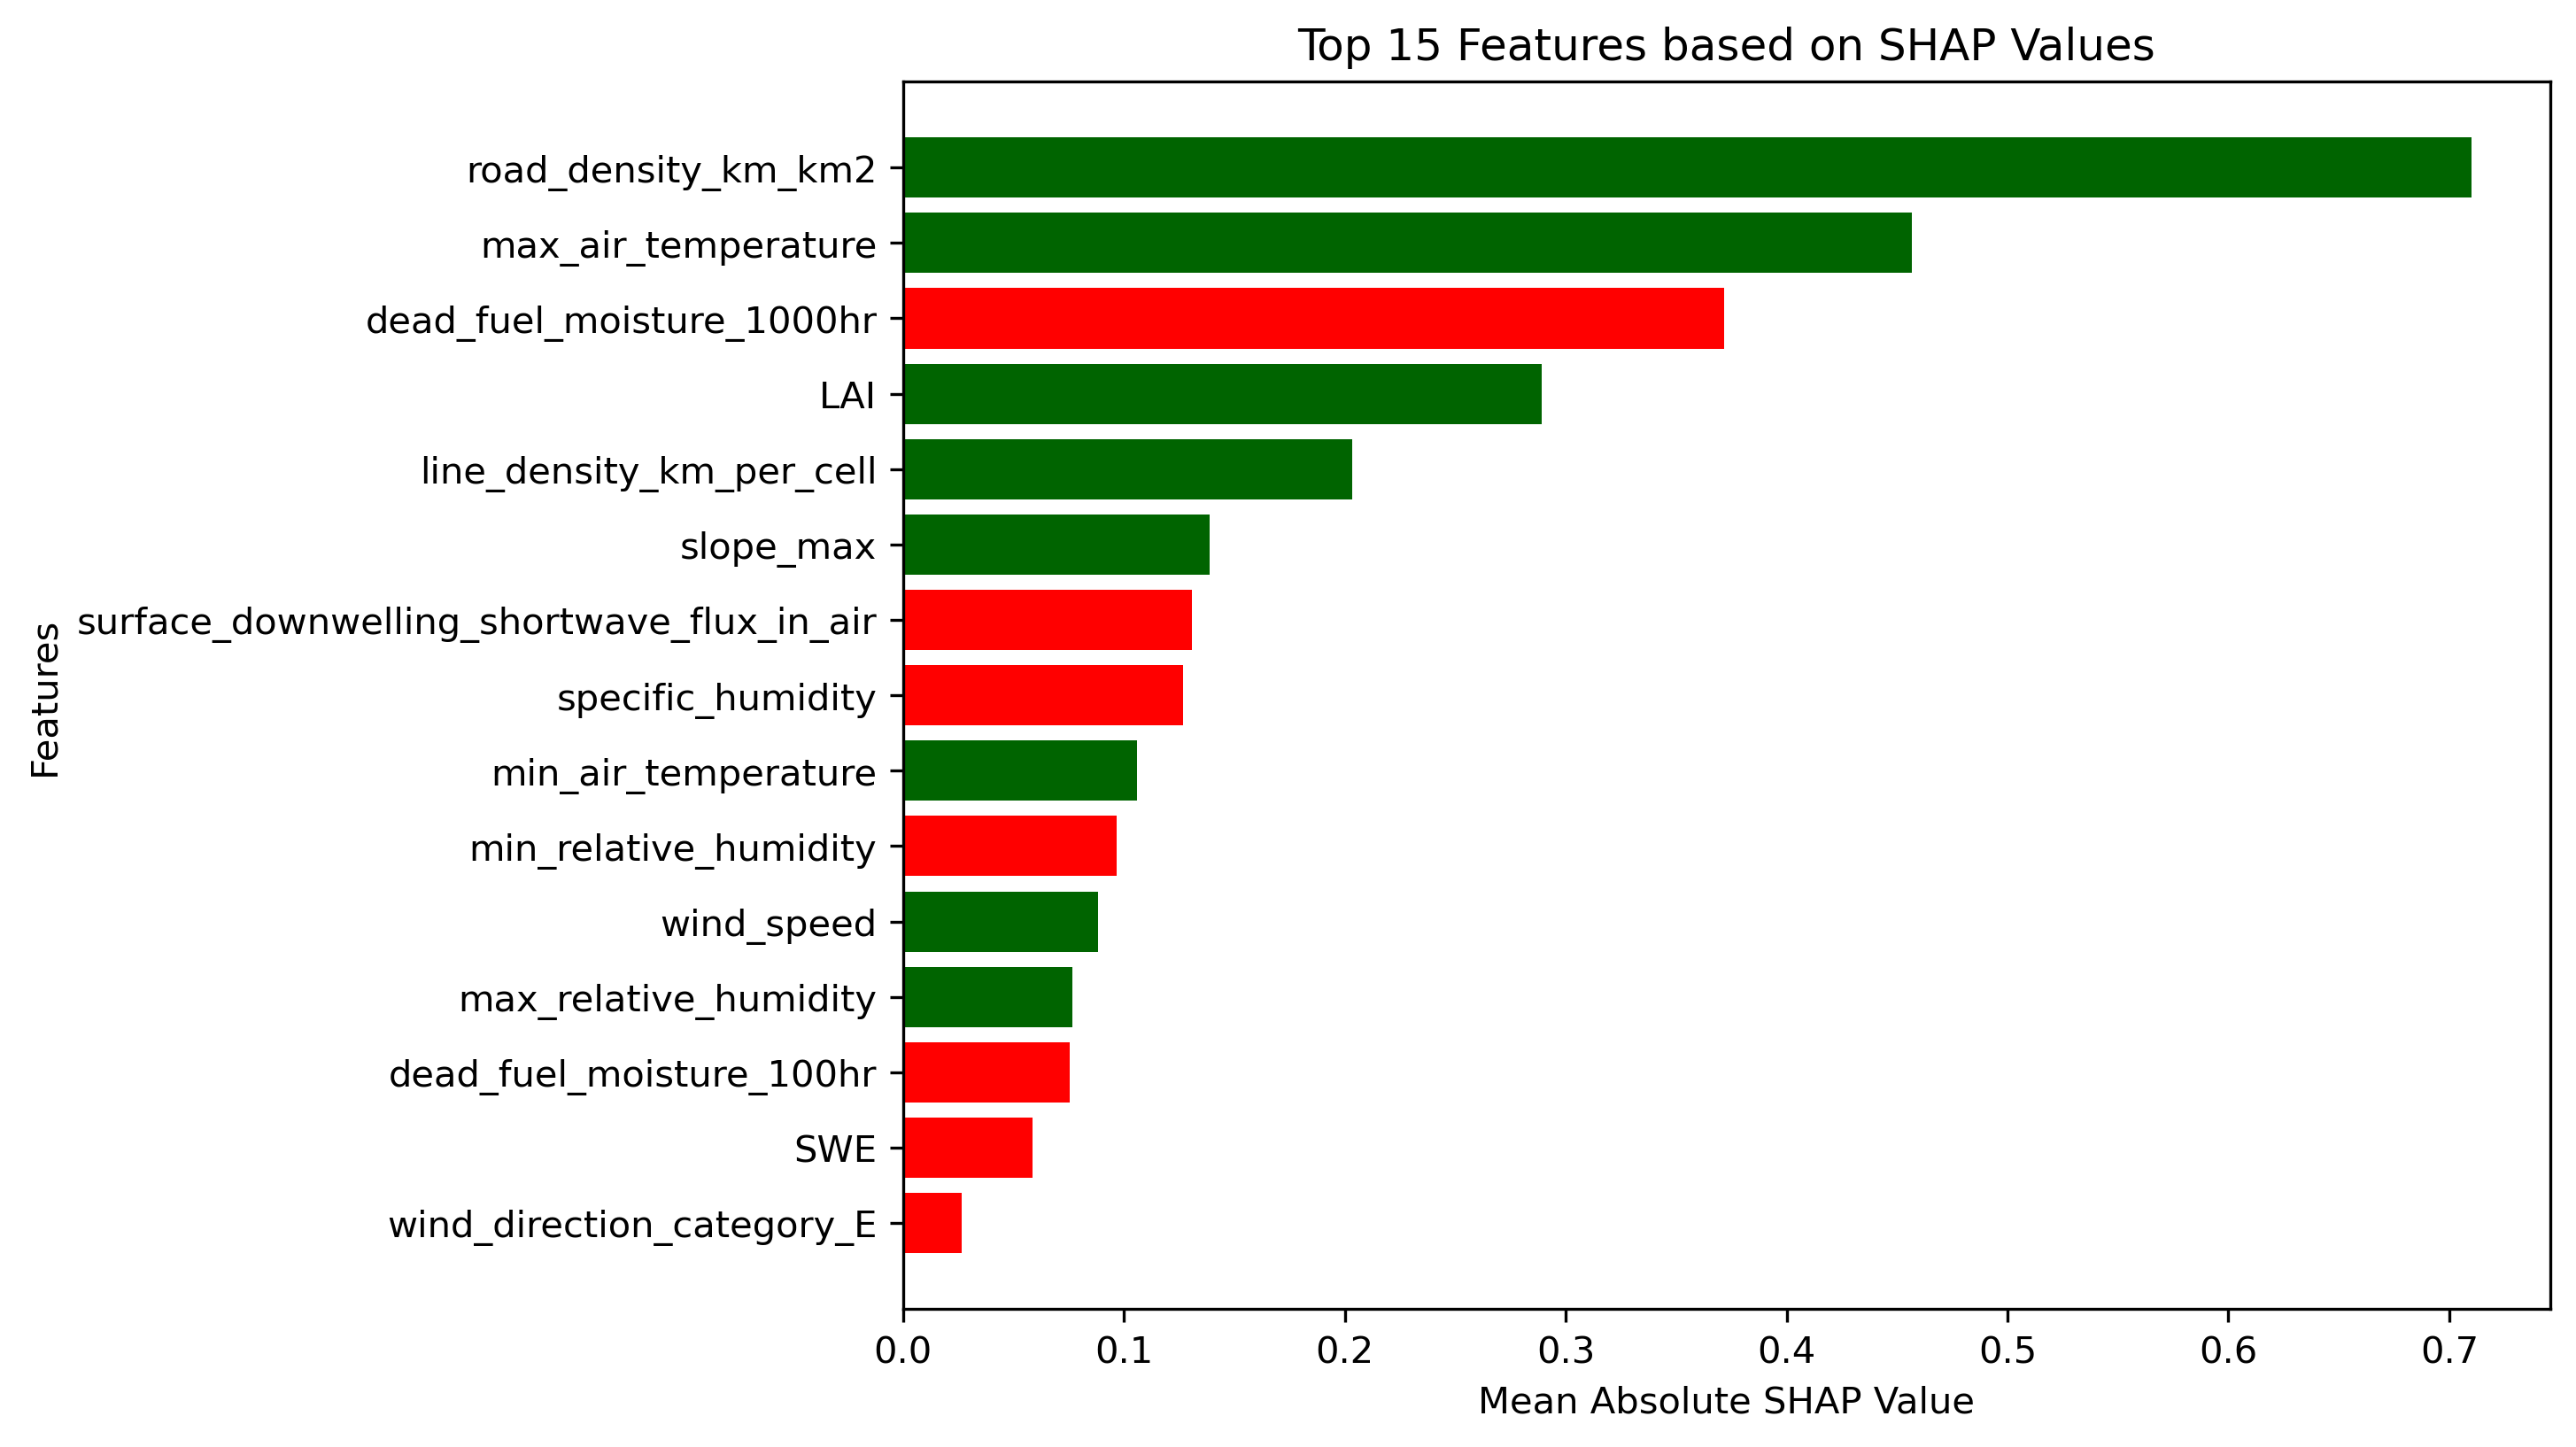 Top 15 Features based on SHAP Values
Features
road_density_km_km2
max_air_temperature
dead_fuel_moisture_1000hr
LAI
line_density_km_per_cell
slope_max
surface_downwelling_shortwave_flux_in_air
specific_humidity
min_air_temperature
min_relative_humidity
wind_speed
max_relative_humidity
dead_fuel_moisture_100hr
SWE
wind_direction_category_E
0.0 0.1 0.2 0.3 0.4 0.5 0.6 0.7
Mean Absolute SHAP Value